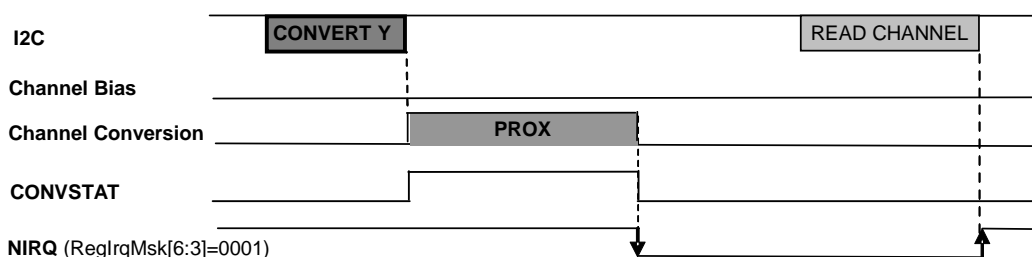 I2C
CONVERT Y
READ CHANNEL
Channel Bias
Channel Conversion
PROX
CONVSTAT
NIRQ (RegIrqMsk[6:3]=0001)